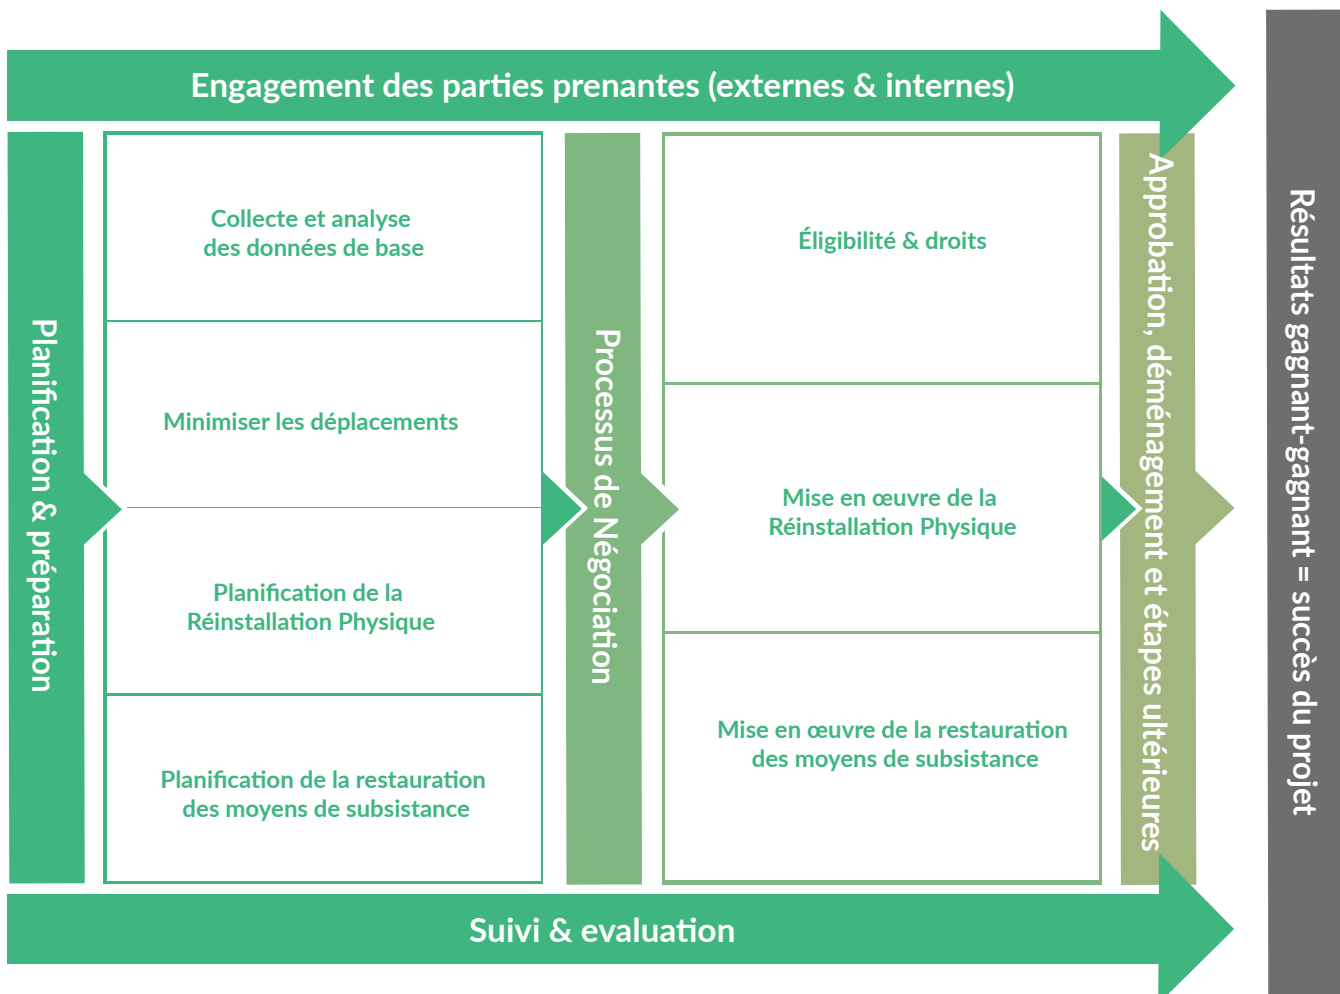 Engagement des parties prenantes (externes & internes)
Planification & préparation
Collecte et analyse
des données de base
Minimiser les déplacements
Planification de la
Réinstallation Physique
Planification de la restauration
des moyens de subsistance
Processus de Négociation
Éligibilité & droits
Mise en œuvre de la
Réinstallation Physique
Mise en œuvre de la restauration
des moyens de subsistance
Approbation, déménagement et étapes ultérieures
Résultats gagnant-gagnant = succès du projet
Suivi & evaluation